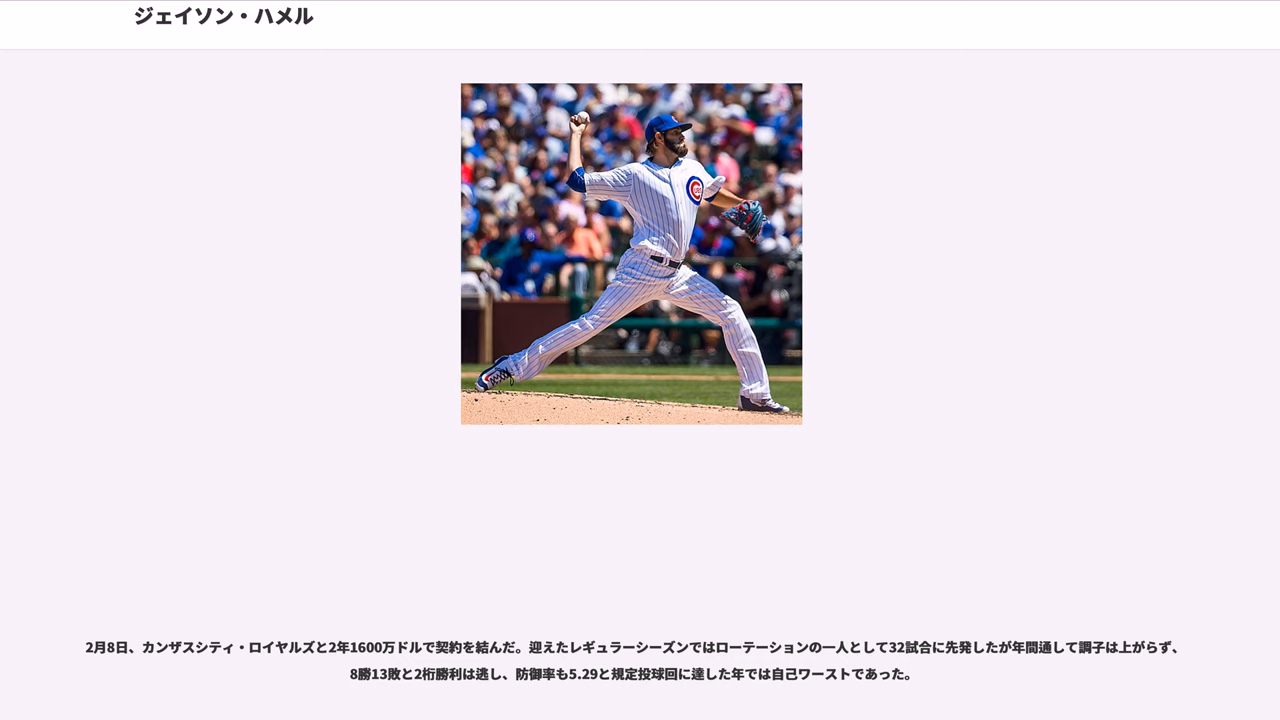 ジェイソン・ハメル
2月8日、カンザスシティ・ロイヤルズと2年1600万ドルで契約を結んだ。迎えたレギュラーシーズンではローテーションの一人として32試合に先発したが年間通して調子は上がらず、
8勝13敗と2桁勝利は逃し、防御率も5.29と規定投球回に達した年では自己ワーストであった。